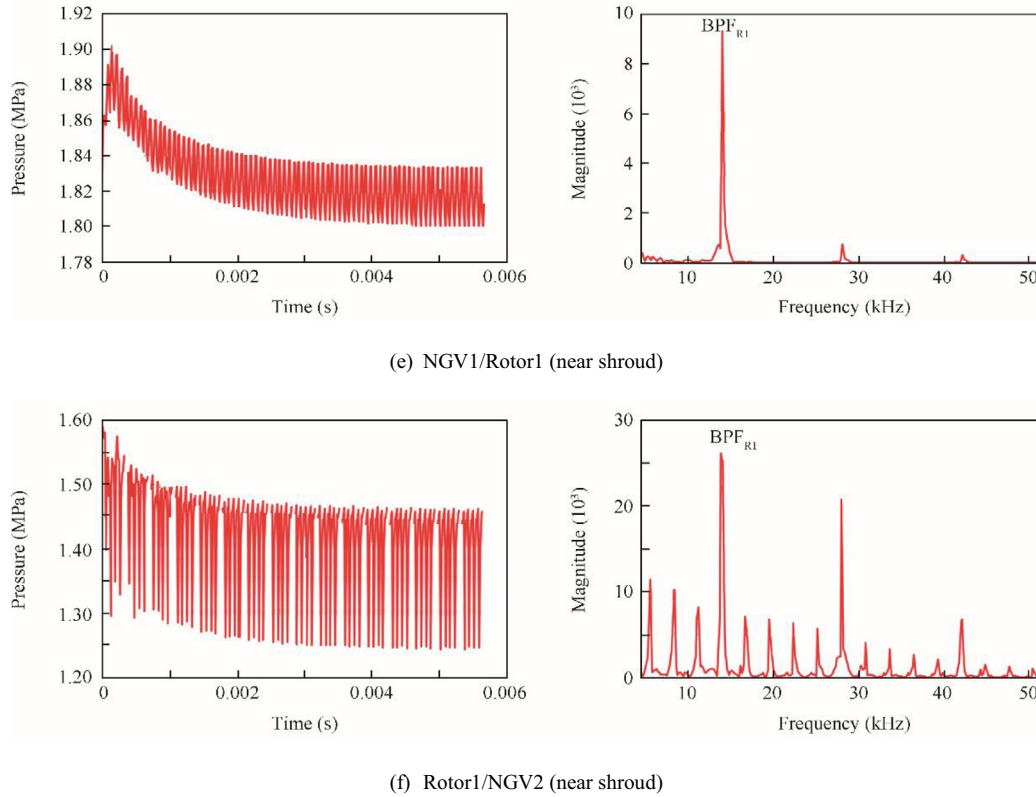 1.92
1.90
1.88
1.86
1.84
1.82
1.80
1.78
Pressure (MPa)
0 0.002 0.004 0.006
Time (s)
10
8
6
4
2
0
Magnitude (10³)
BPF_R1
10 20 30 40 50
Frequency (kHz)
(e) NGV1/Rotor1 (near shroud)
1.60
1.50
1.40
1.30
1.20
Pressure (MPa)
0 0.002 0.004 0.006
Time (s)
30
20
10
0
Magnitude (10³)
BPF_R1
10 20 30 40 50
Frequency (kHz)
(f) Rotor1/NGV2 (near shroud)